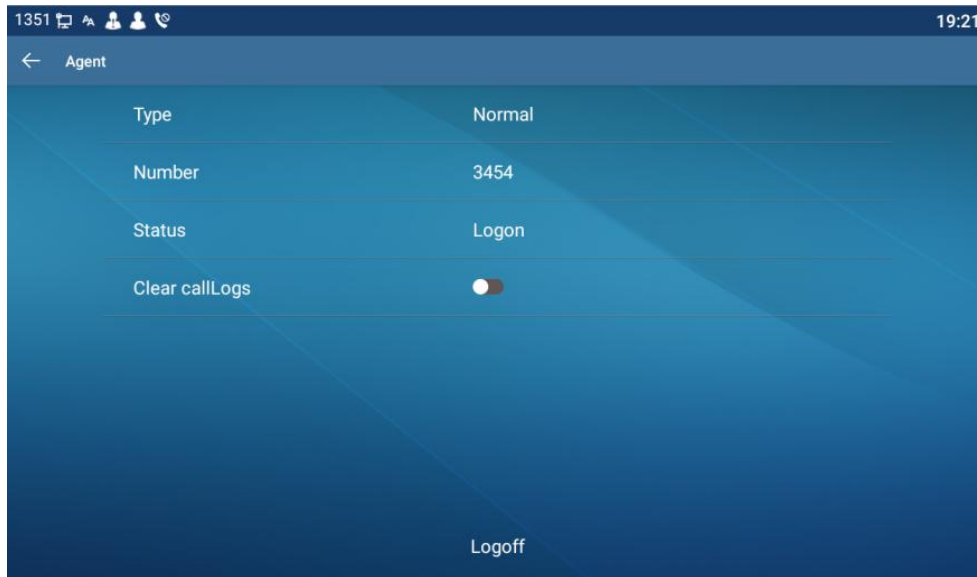 1351 19:21
Agent
Type Normal
Number 3454
Status Logon
Clear callLogs
Logoff